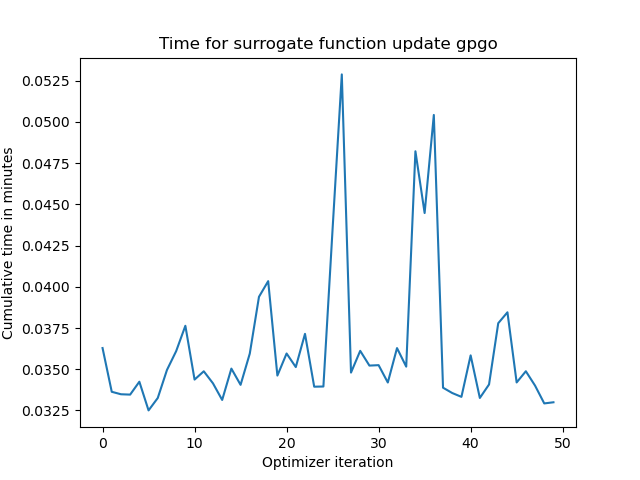 Time for surrogate function update gpgo
0.0525
0.0500
0.0475
0.0450
0.0425
0.0400
0.0375
0.0350
0.0325
Cumulative time in minutes
0 10 20 30 40 50
Optimizer iteration